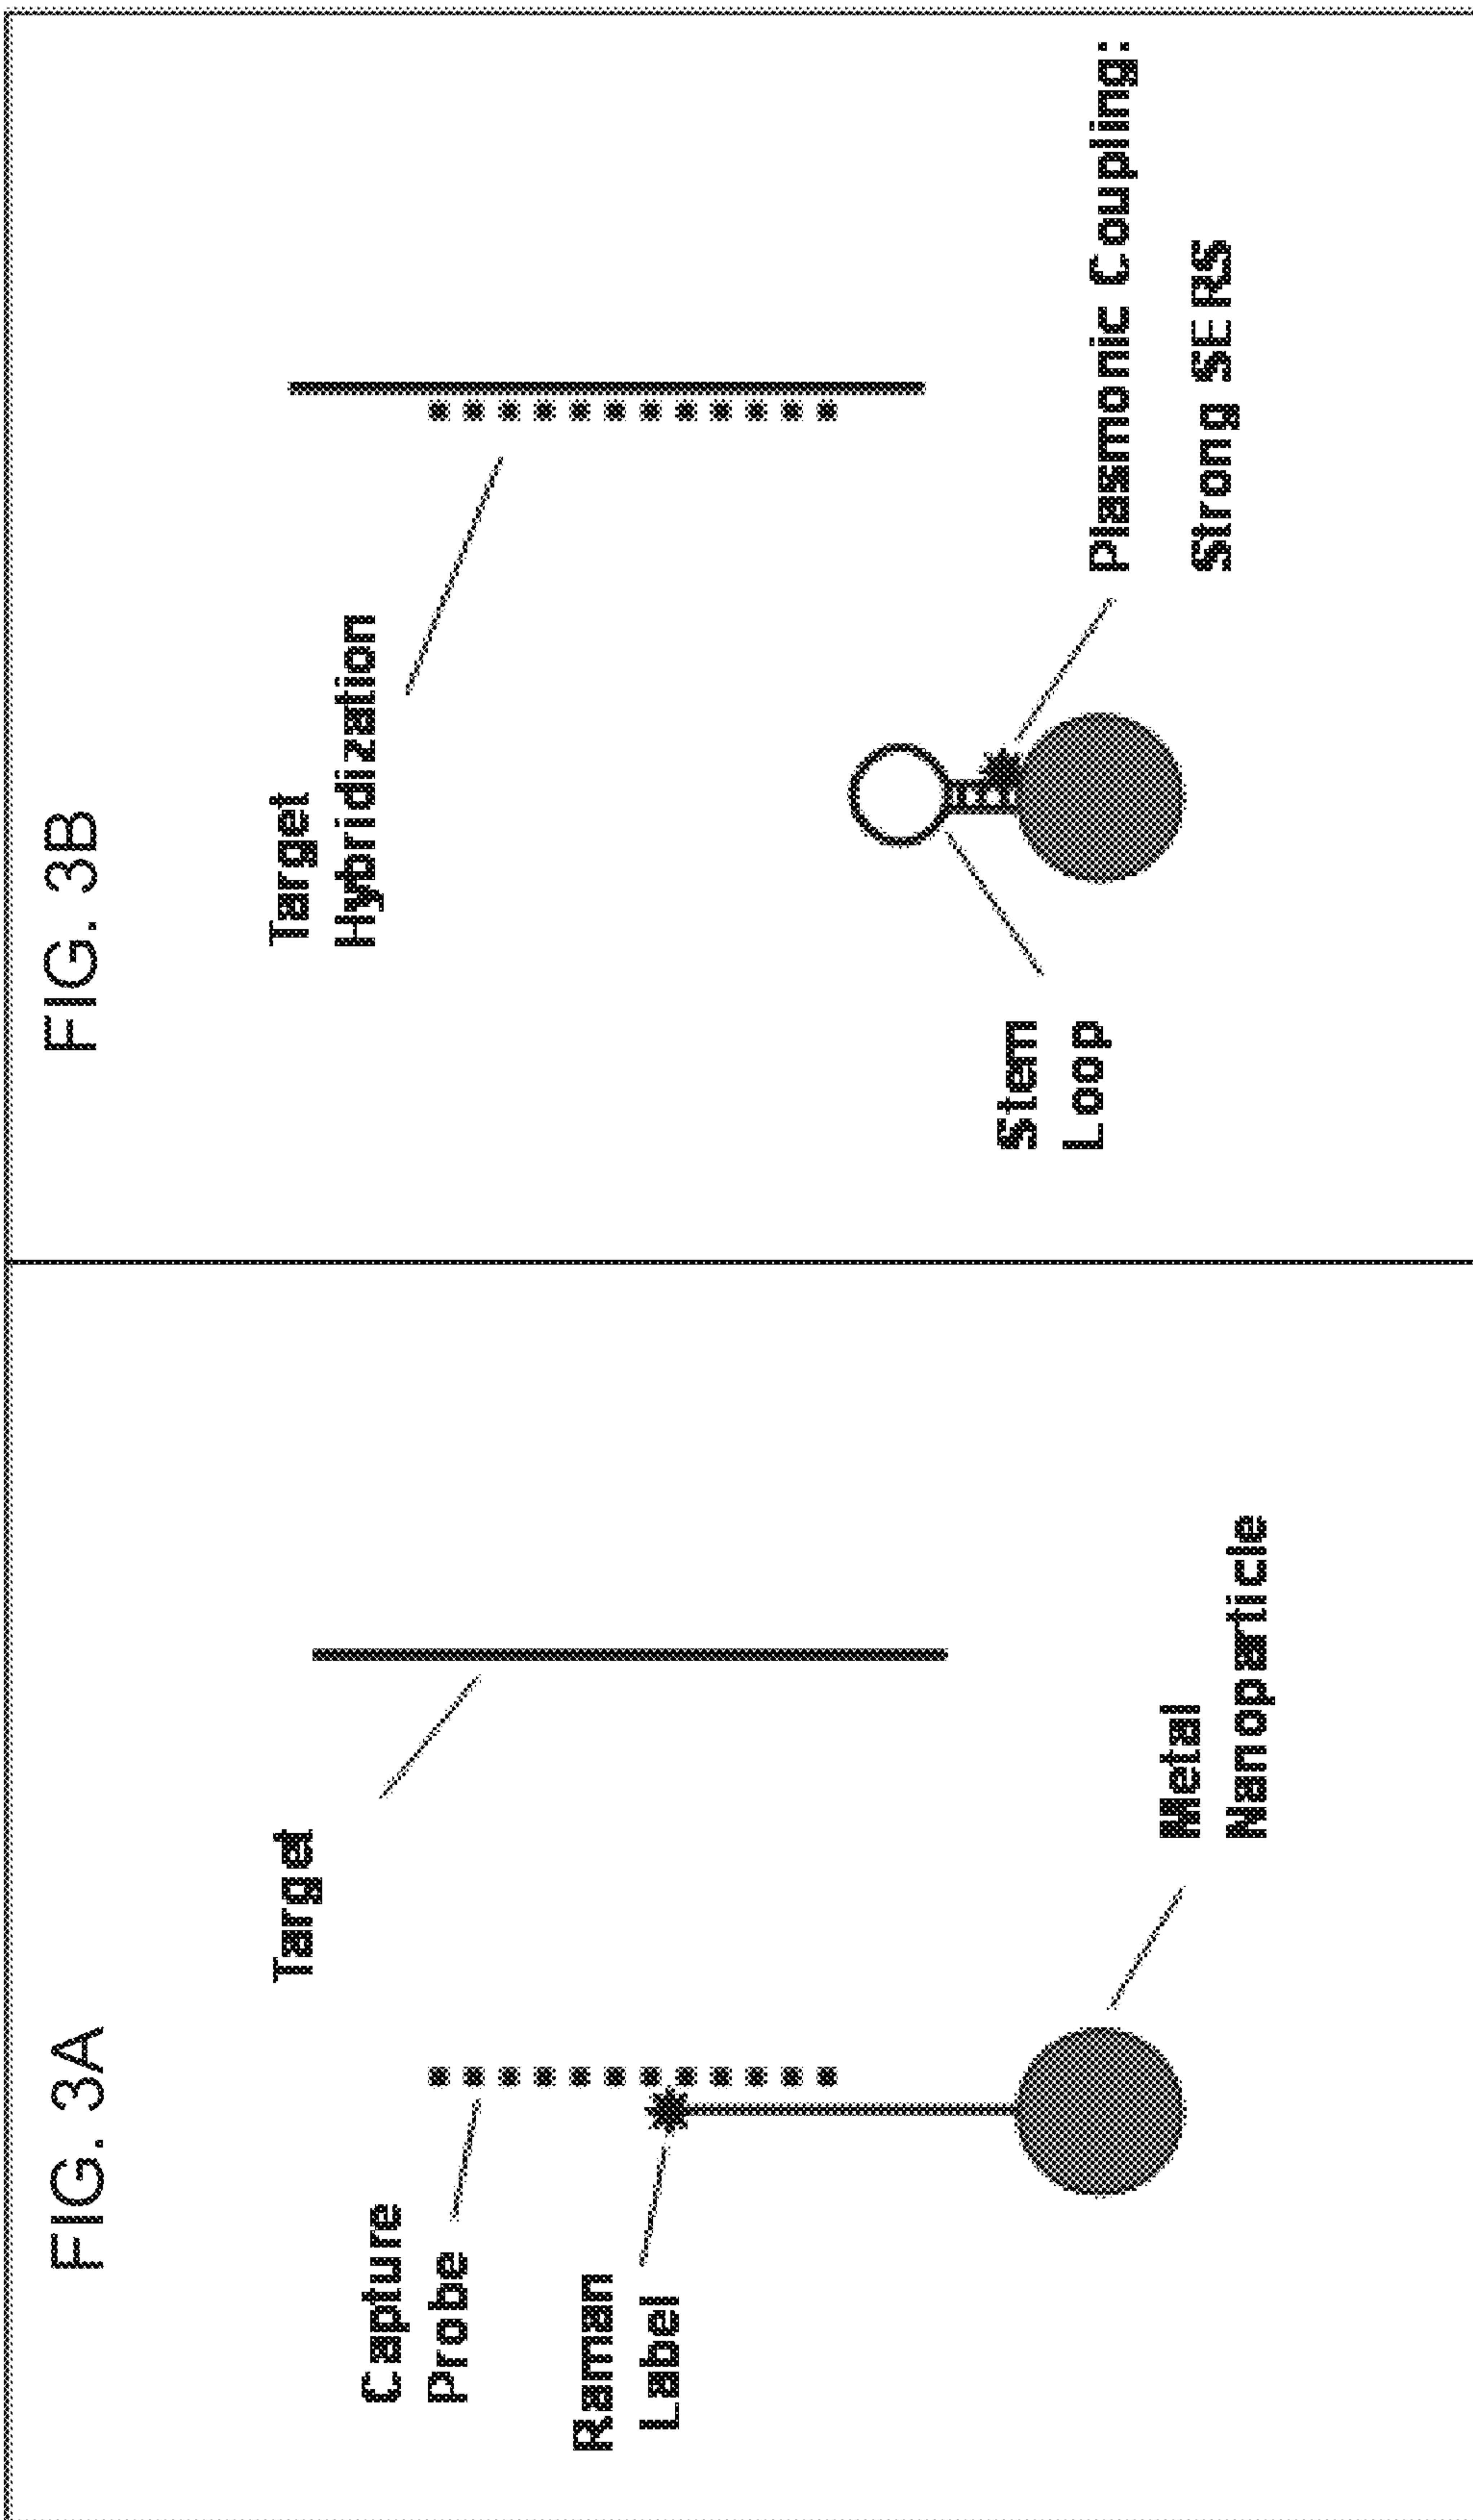 FIG. 3A
Target
Capture
Probe
Raman
Label
Metal
Nanoparticle
FIG. 3B
Target
Hybridization
Stem
Loop
Plasmonic Coupling:
Strong SERS